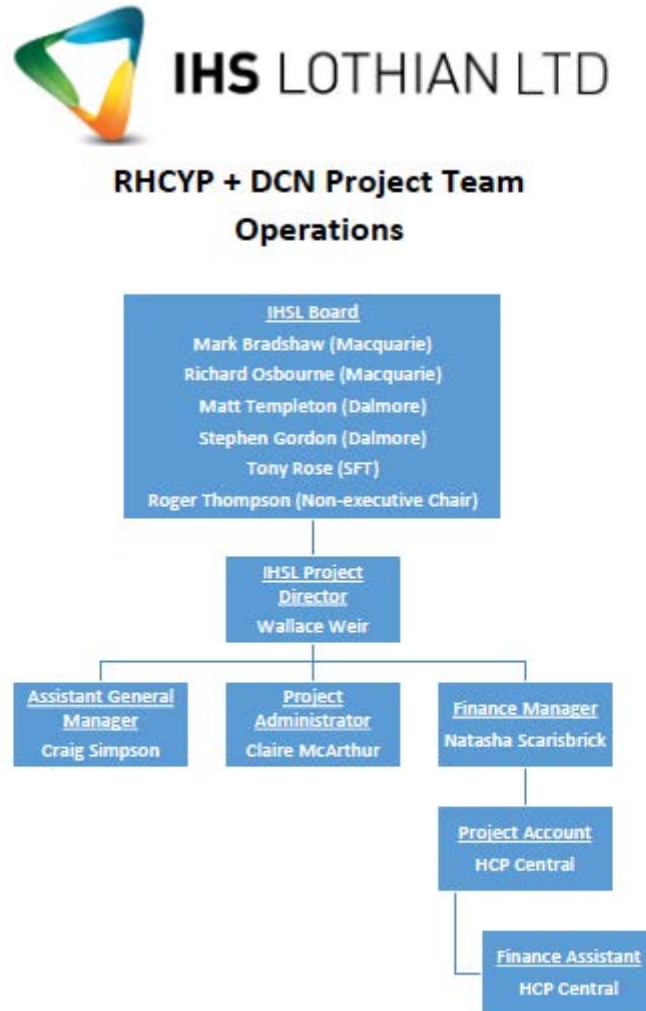 IHS LOTHIAN LTD
RHCYP + DCN Project Team
Operations
IHSL Board
Mark Bradshaw (Macquarie)
Richard Osbourne (Macquarie)
Matt Templeton (Dalmore)
Stephen Gordon (Dalmore)
Tony Rose (SFT)
Roger Thompson (Non-executive Chair)
IHSL Project
Director
Wallace Weir
Assistant General
Manager
Craig Simpson
Project
Administrator
Claire McArthur
Finance Manager
Natasha Scarisbrick
Project Account
HCP Central
Finance Assistant
HCP Central